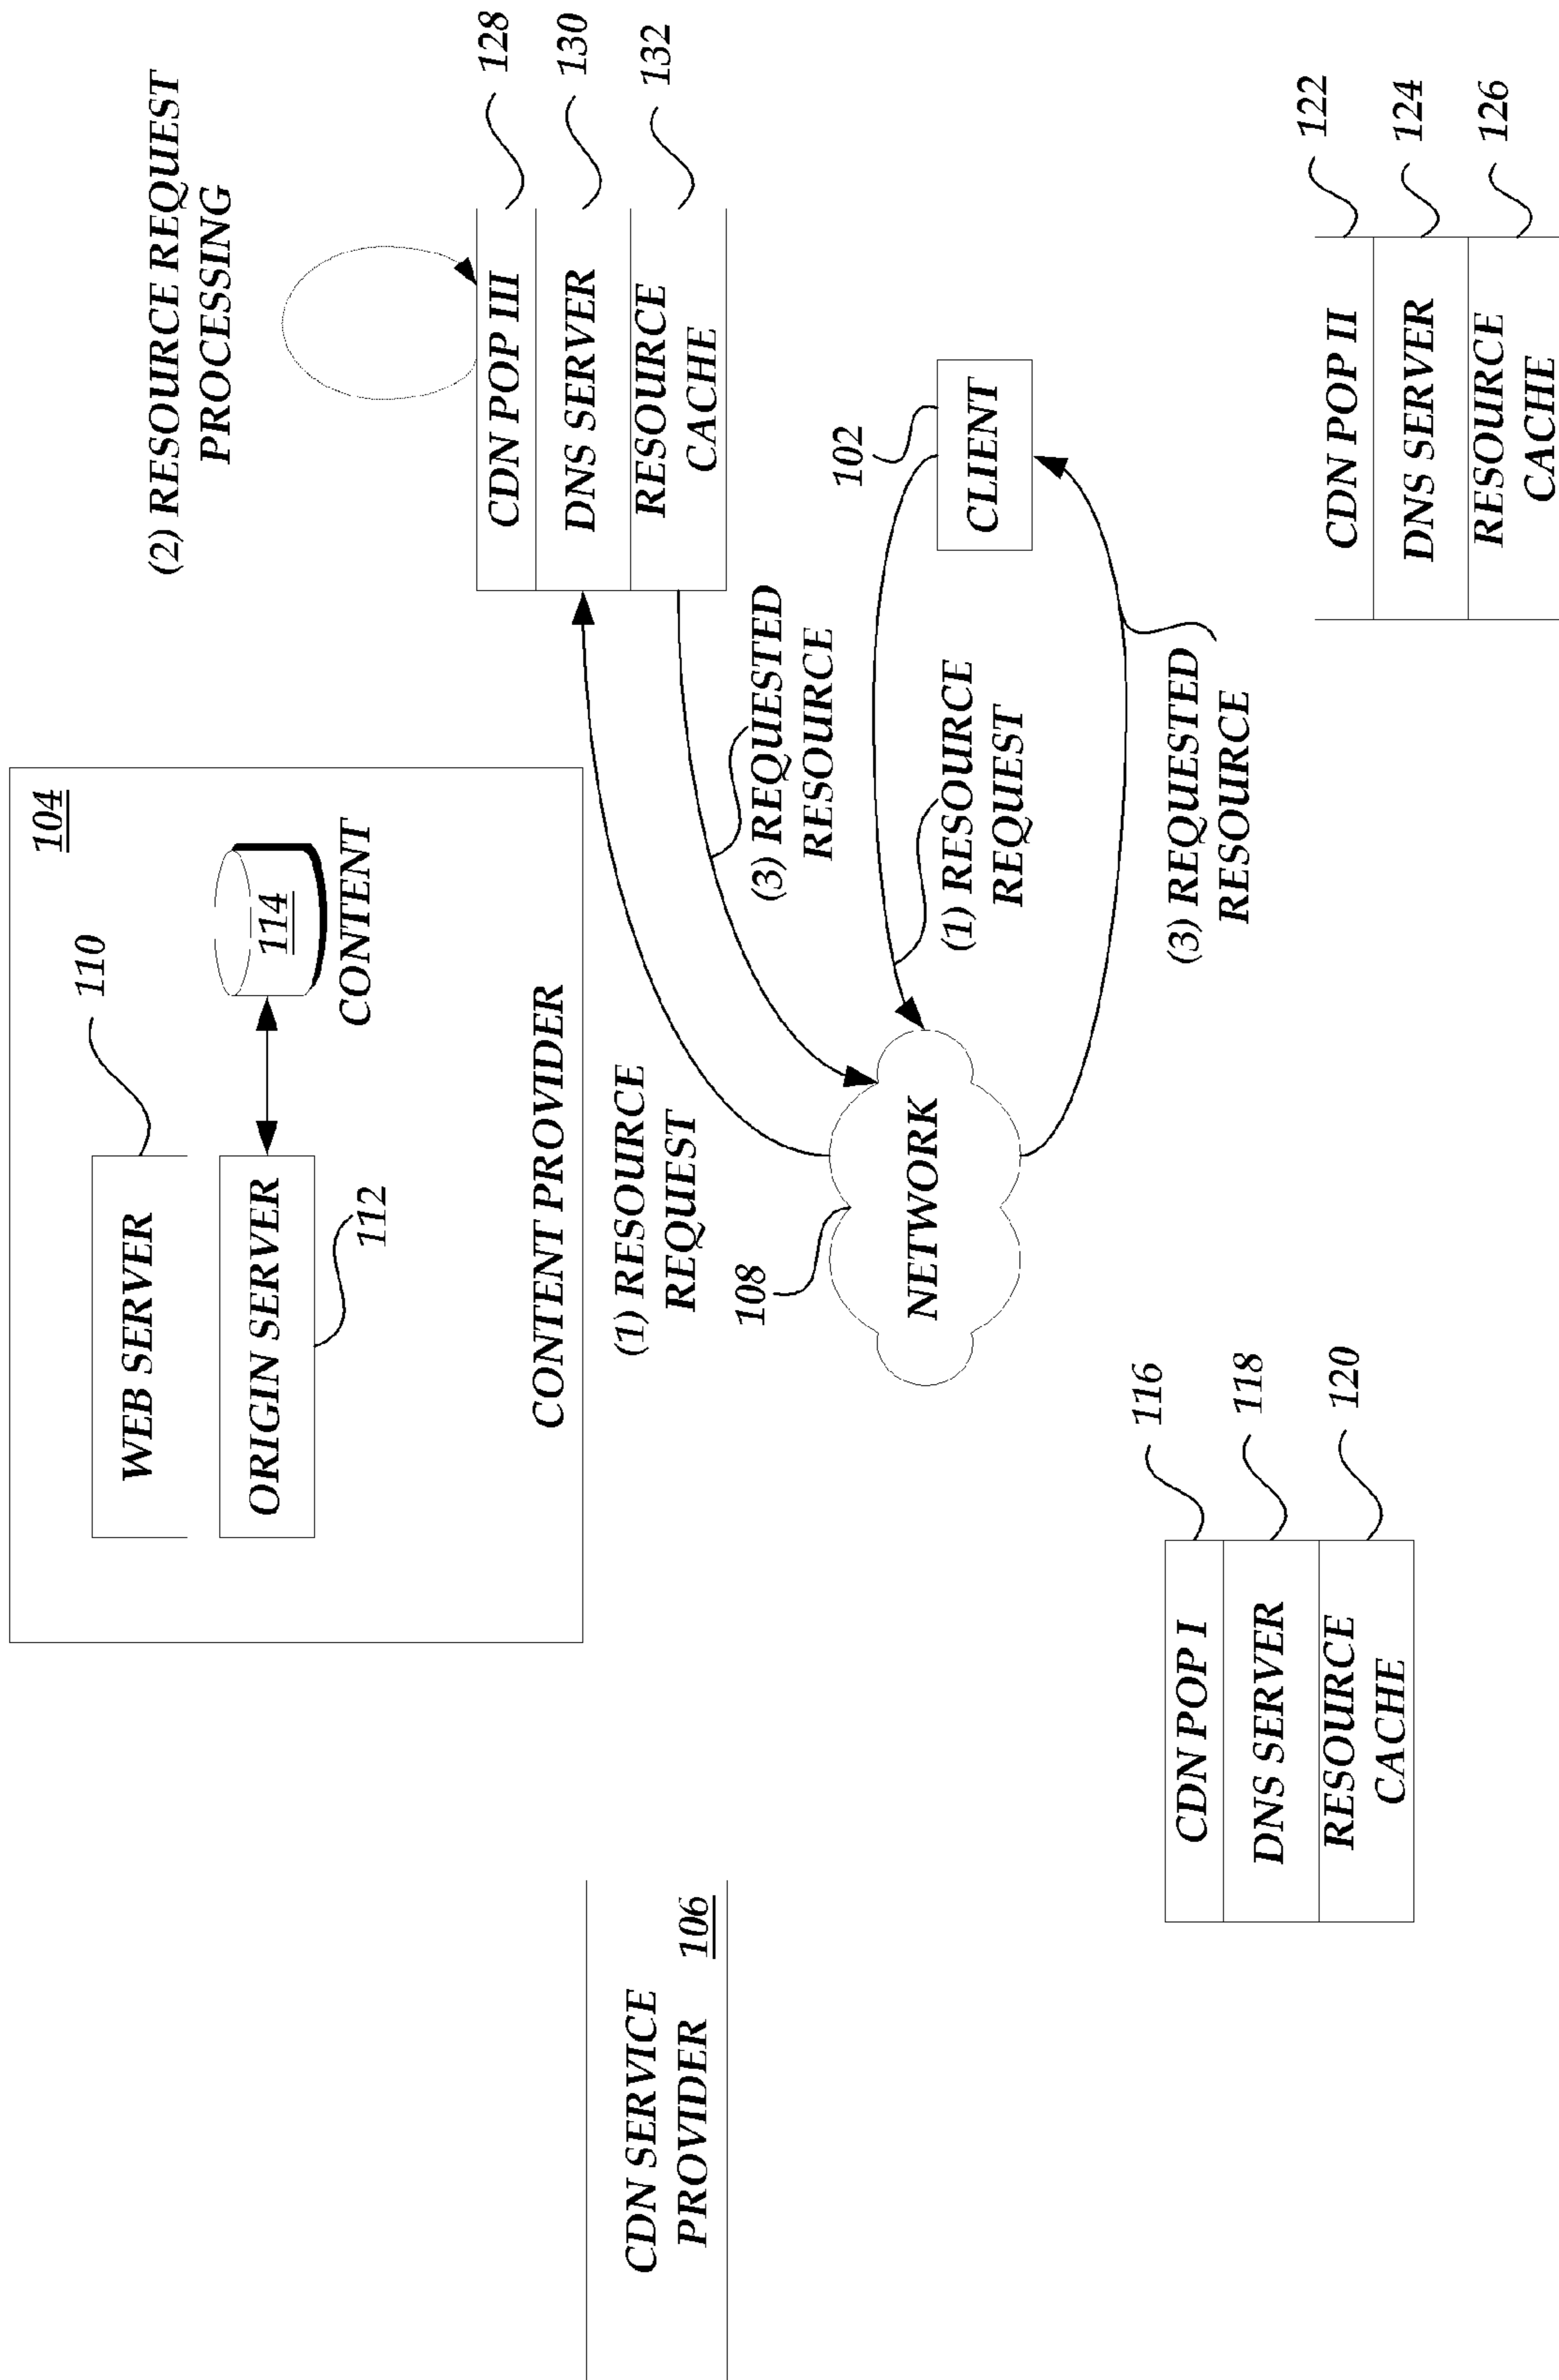 CDN SERVICE
PROVIDER 106
WEB SERVER
110
ORIGIN SERVER
112
114
CONTENT
104
CONTENT PROVIDER
(2) RESOURCE REQUEST
PROCESSING
CDN POP III
128
DNS SERVER
130
RESOURCE
CACHE
132
(1) RESOURCE
REQUEST
(3) REQUESTED
RESOURCE
108
NETWORK
102
CLIENT
(1) RESOURCE
REQUEST
(3) REQUESTED
RESOURCE
CDN POP I
116
DNS SERVER
118
RESOURCE
CACHE
120
CDN POP II
122
DNS SERVER
124
RESOURCE
CACHE
126